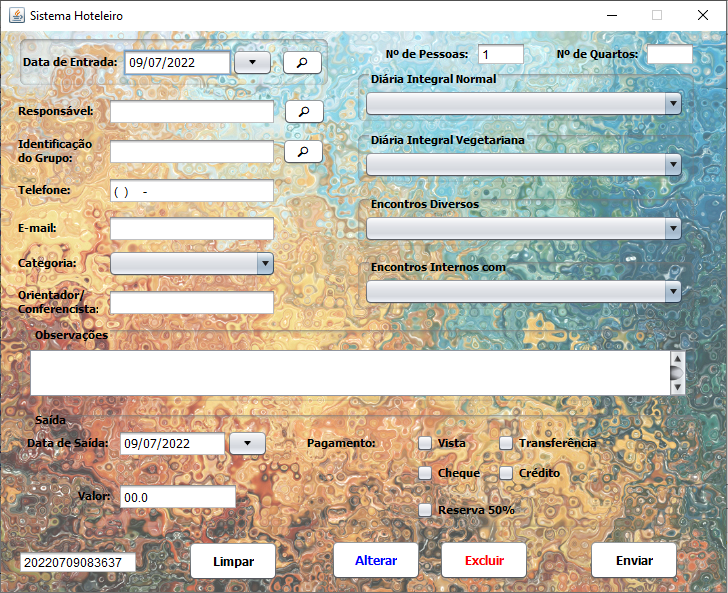 Sistema Hoteleiro
Data de Entrada: 09/07/2022
Nº de Pessoas: 1 Nº de Quartos:
Diária Integral Normal
Responsável:
Identificação
do Grupo:
Diária Integral Vegetariana
Telefone: ( ) -
Encontros Diversos
E-mail:
Categoria:
Encontros Internos com
Orientador/
Conferencista:
Observações
Saída
Data de Saída: 09/07/2022
Pagamento: Vista Transferência
Cheque Crédito
Valor: 00.0
Reserva 50%
20220709083637 Limpar Alterar Excluir Enviar